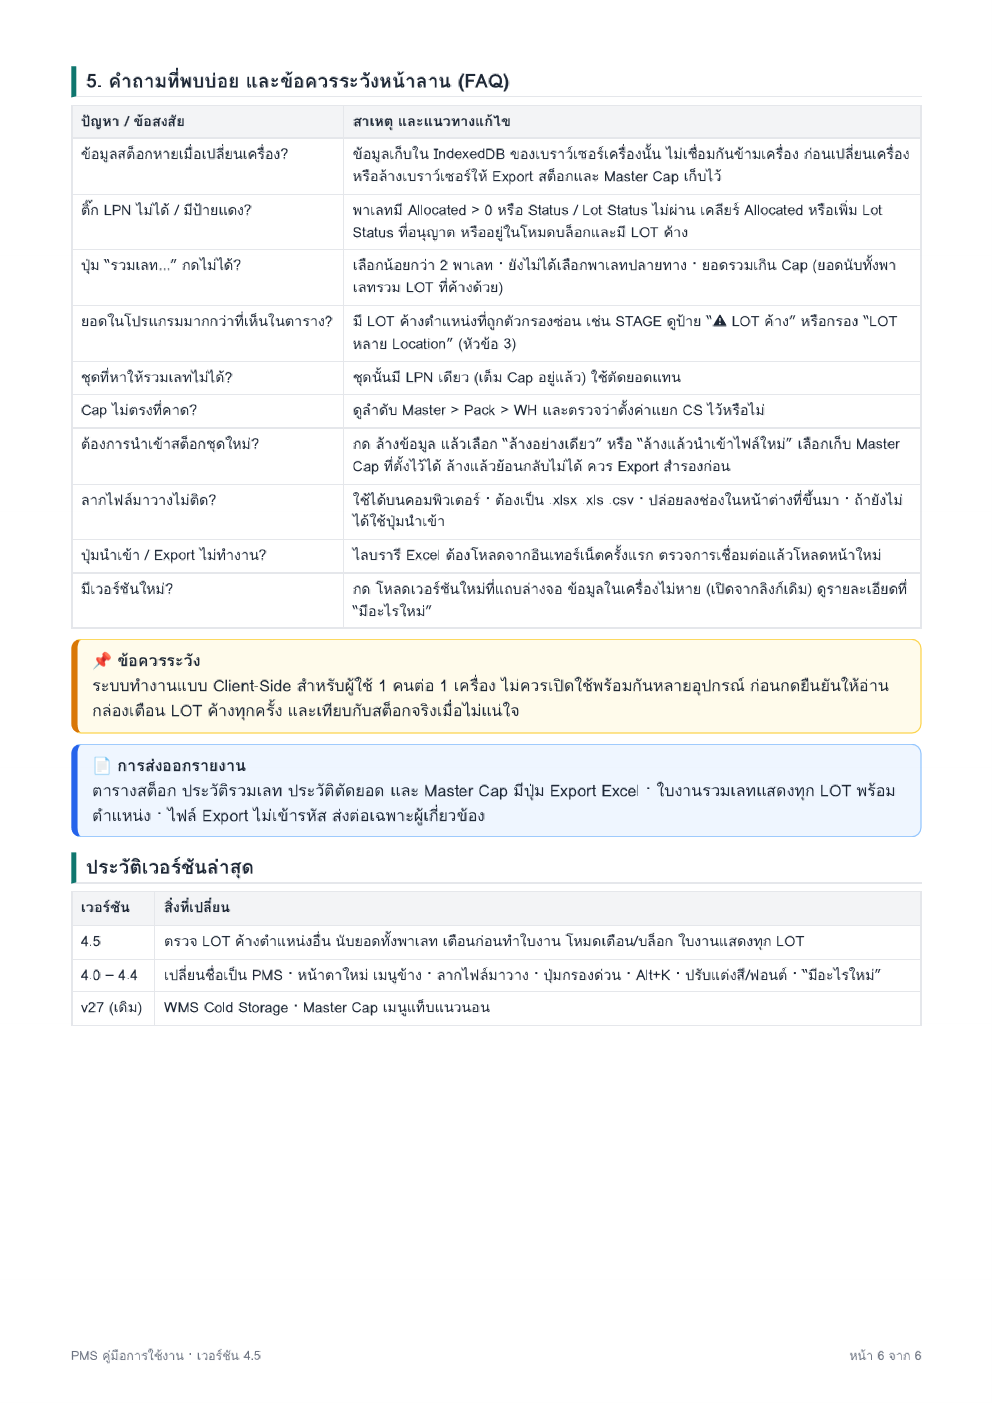 5. คำถามที่พบบ่อย และข้อควรระวังหน้าลาน (FAQ)
ปัญหา / ข้อสงสัย สาเหตุ และแนวทางแก้ไข
ข้อมูลสต็อกหายเมื่อเปลี่ยนเครื่อง? ข้อมูลเก็บใน IndexedDB ของเบราว์เซอร์เครื่องนั้น ไม่เชื่อมกันข้ามเครื่อง ก่อนเปลี่ยนเครื่อง
หรือล้างเบราว์เซอร์ให้ Export สต็อกและ Master Cap เก็บไว้
ติ๊ก LPN ไม่ได้ / มีป้ายแดง? พาเลทมี Allocated > 0 หรือ Status / Lot Status ไม่ผ่าน เคลียร์ Allocated หรือเพิ่ม Lot
Status ที่อนุญาต หรืออยู่ในโหมดบล็อกและมี LOT ค้าง
ปุ่ม “รวมเลท...” กดไม่ได้? เลือกน้อยกว่า 2 พาเลท · ยังไม่ได้เลือกพาเลทปลายทาง · ยอดรวมเกิน Cap (ยอดนับทั้งพา
เลทรวม LOT ที่ค้างด้วย)
ยอดในโปรแกรมมากกว่าที่เห็นในตาราง? มี LOT ค้างตำแหน่งที่ถูกตัวกรองซ่อน เช่น STAGE ดูป้าย “⚠ LOT ค้าง” หรือกรอง “LOT
หลาย Location” (หัวข้อ 3)
ชุดที่หาให้รวมเลทไม่ได้? ชุดนั้นมี LPN เดียว (เต็ม Cap อยู่แล้ว) ใช้ตัดยอดแทน
Cap ไม่ตรงที่คาด? ดูลำดับ Master > Pack > WH และตรวจว่าตั้งค่าแยก CS ไว้หรือไม่
ต้องการนำเข้าสต็อกชุดใหม่? กด ล้างข้อมูล แล้วเลือก “ล้างอย่างเดียว” หรือ “ล้างแล้วนำเข้าไฟล์ใหม่” เลือกเก็บ Master
Cap ที่ตั้งไว้ได้ ล้างแล้วย้อนกลับไม่ได้ ควร Export สำรองก่อน
ลากไฟล์มาวางไม่ติด? ใช้ได้บนคอมพิวเตอร์ · ต้องเป็น .xlsx .xls .csv · ปล่อยลงช่องในหน้าต่างที่ขึ้นมา · ถ้ายังไม่
ได้ใช้ปุ่มนำเข้า
ปุ่มนำเข้า / Export ไม่ทำงาน? ไลบรารี Excel ต้องโหลดจากอินเทอร์เน็ตครั้งแรก ตรวจการเชื่อมต่อแล้วโหลดหน้าใหม่
มีเวอร์ชันใหม่? กด โหลดเวอร์ชันใหม่ที่แถบล่างจอ ข้อมูลในเครื่องไม่หาย (เปิดจากลิงก์เดิม) ดูรายละเอียดที่
“มีอะไรใหม่”
📌 ข้อควรระวัง
ระบบทำงานแบบ Client-Side สำหรับผู้ใช้ 1 คนต่อ 1 เครื่อง ไม่ควรเปิดใช้พร้อมกันหลายอุปกรณ์ ก่อนกดยืนยันให้อ่าน
กล่องเตือน LOT ค้างทุกครั้ง และเทียบกับสต็อกจริงเมื่อไม่แน่ใจ
📄 การส่งออกรายงาน
ตารางสต็อก ประวัติรวมเลท ประวัติตัดยอด และ Master Cap มีปุ่ม Export Excel · ใบงานรวมเลทแสดงทุก LOT พร้อม
ตำแหน่ง · ไฟล์ Export ไม่เข้ารหัส ส่งต่อเฉพาะผู้เกี่ยวข้อง
ประวัติเวอร์ชันล่าสุด
เวอร์ชัน สิ่งที่เปลี่ยน
4.5 ตรวจ LOT ค้างตำแหน่งอื่น นับยอดทั้งพาเลท เตือนก่อนทำใบงาน โหมดเตือน/บล็อก ใบงานแสดงทุก LOT
4.0 – 4.4 เปลี่ยนชื่อเป็น PMS · หน้าตาใหม่ เมนูข้าง · ลากไฟล์มาวาง · ปุ่มกรองด่วน · Alt+K · ปรับแต่งสี/ฟอนต์ · “มีอะไรใหม่”
v27 (เดิม) WMS Cold Storage · Master Cap เมนูแท็บแนวนอน
PMS คู่มือการใช้งาน · เวอร์ชัน 4.5 หน้า 6 จาก 6